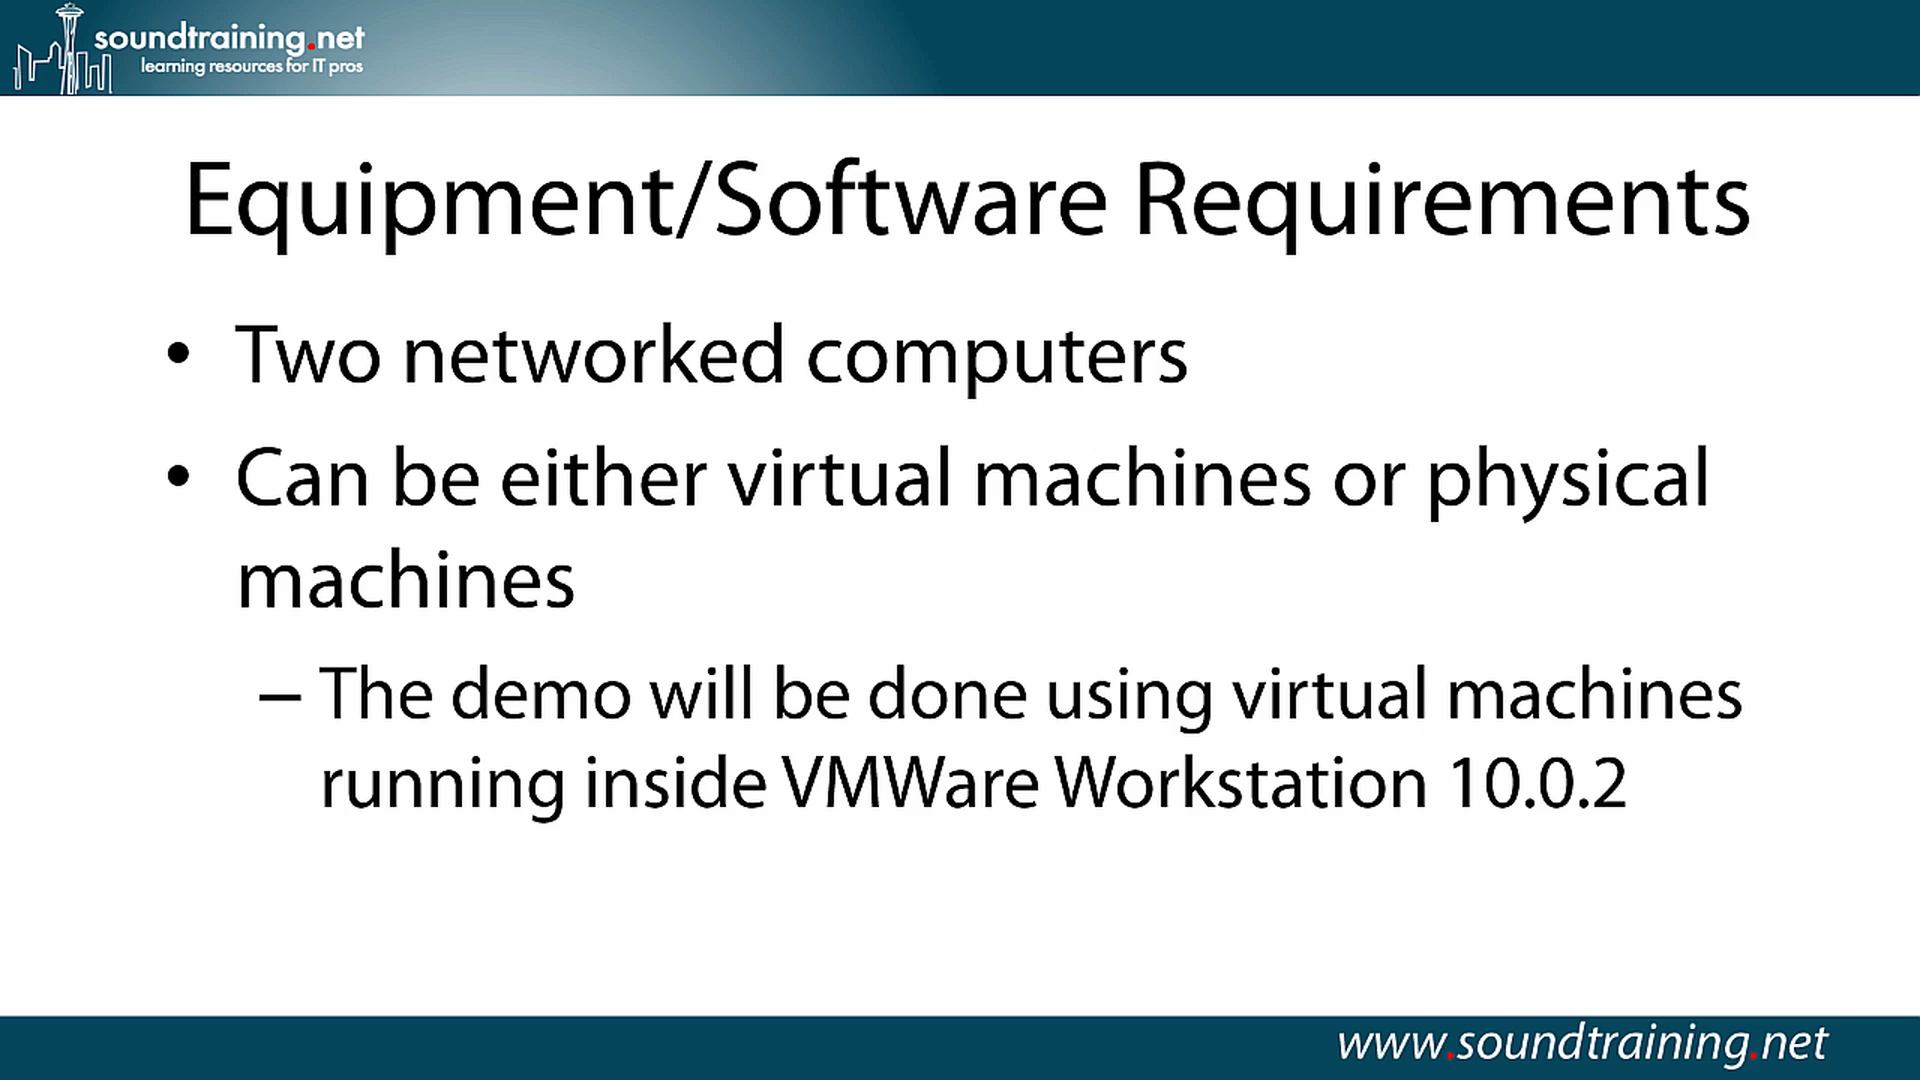 soundtraining.net
learning resources for IT pros
Equipment/Software Requirements
• Two networked computers
• Can be either virtual machines or physical
machines
– The demo will be done using virtual machines
running inside VMWare Workstation 10.0.2
www.soundtraining.net